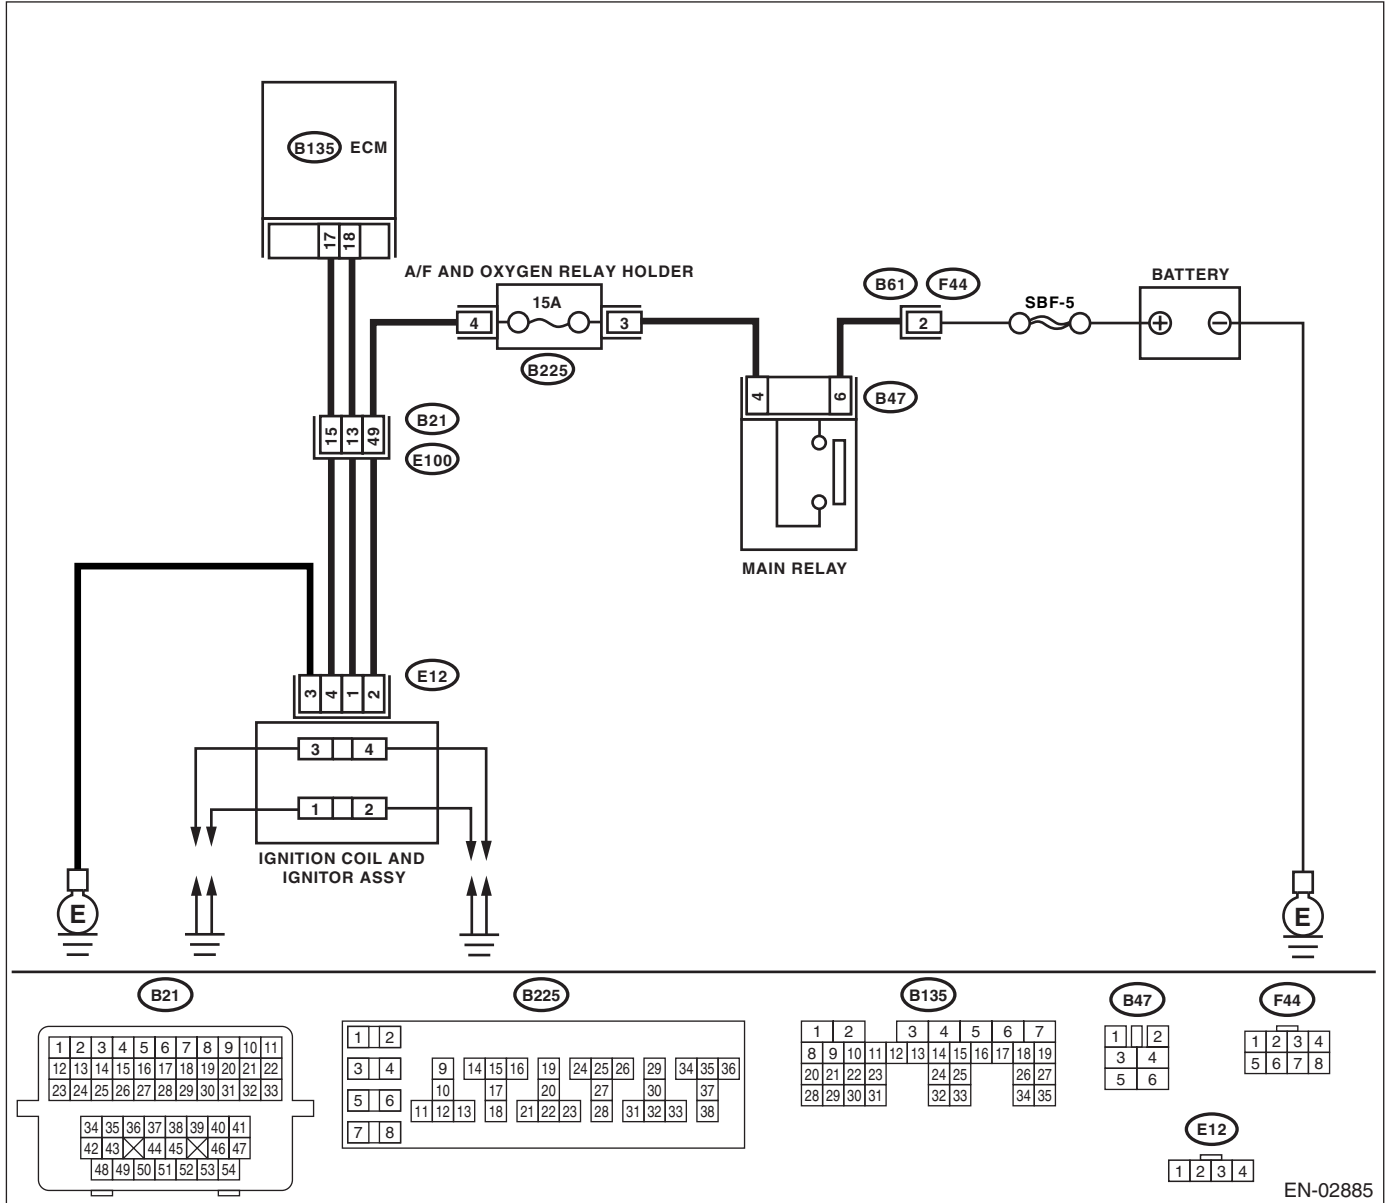 B135 ECM
17 18
A/F AND OXYGEN RELAY HOLDER
15A
4 3
B225
B61 F44
2
SBF-5
BATTERY
+ −
4 6
B47
MAIN RELAY
15 13 49
B21
E100
3 4 1 2
E12
3 4
1 2
IGNITION COIL AND
IGNITOR ASSY
E
E
B21
1 2 3 4 5 6 7 8 9 10 11
12 13 14 15 16 17 18 19 20 21 22
23 24 25 26 27 28 29 30 31 32 33
34 35 36 37 38 39 40 41
42 43 44 45 46 47
48 49 50 51 52 53 54
B225
1 2
3 4
5 6
7 8
9 14 15 16 19 24 25 26 29 34 35 36
10 17 20 27 30 37
11 12 13 18 21 22 23 28 31 32 33 38
B135
1 2 3 4 5 6 7
8 9 10 11 12 13 14 15 16 17 18 19
20 21 22 23 24 25 26 27
28 29 30 31 32 33 34 35
B47
1 2
3 4
5 6
F44
1 2 3 4
5 6 7 8
E12
1 2 3 4
EN-02885